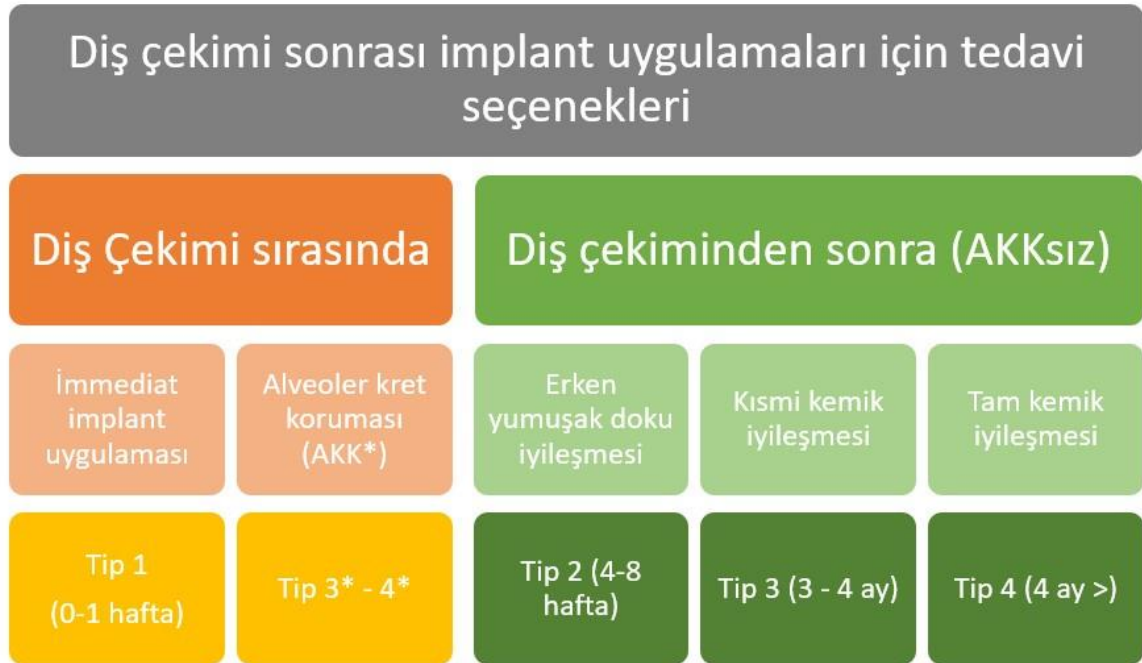 Diş çekimi sonrası implant uygulamaları için tedavi
seçenekleri
Diş Çekimi sırasında
Diş çekiminden sonra (AKKsız)
İmmediat
implant
uygulaması
Alveoler kret
koruması
(AKK*)
Erken
yumuşak doku
iyileşmesi
Kısmi kemik
iyileşmesi
Tam kemik
iyileşmesi
Tip 1
(0-1 hafta)
Tip 3* - 4*
Tip 2 (4-8
hafta)
Tip 3 (3 - 4 ay)
Tip 4 (4 ay >)